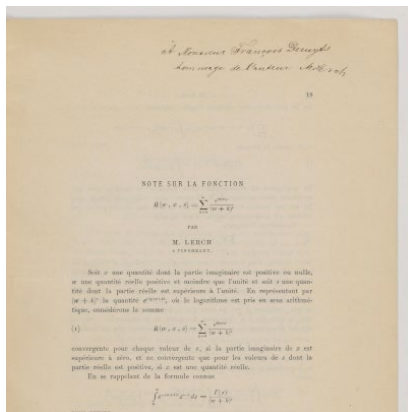 À Monsieur François Deruyts
hommage de l'auteur M. Lerch
19
NOTE SUR LA FONCTION
𝔎(w, x, s) = Σ e^{2kπix}/(w + k)^s
PAR
M. LERCH
à VINOHRADY.
Soit x une quantité dont la partie imaginaire est positive ou nulle,
w une quantité réelle positive et moindre que l'unité et soit s une quan-
tité dont la partie réelle est supérieure à l'unité. En représentant par
(w + k)^s la quantité où le logarithme est pris en sens arithmé-
tique, considérons la somme
(1) 𝔎(w, x, s) = Σ e^{2kπix}/(w + k)^s
convergente pour chaque valeur de s, si la partie imaginaire de x est
supérieure à zéro, et ne convergente que pour les valeurs de s dont la
partie réelle est positive, si x est une quantité réelle.
En se rappelant de la formule connue
= Γ(s)/(w + k)^s